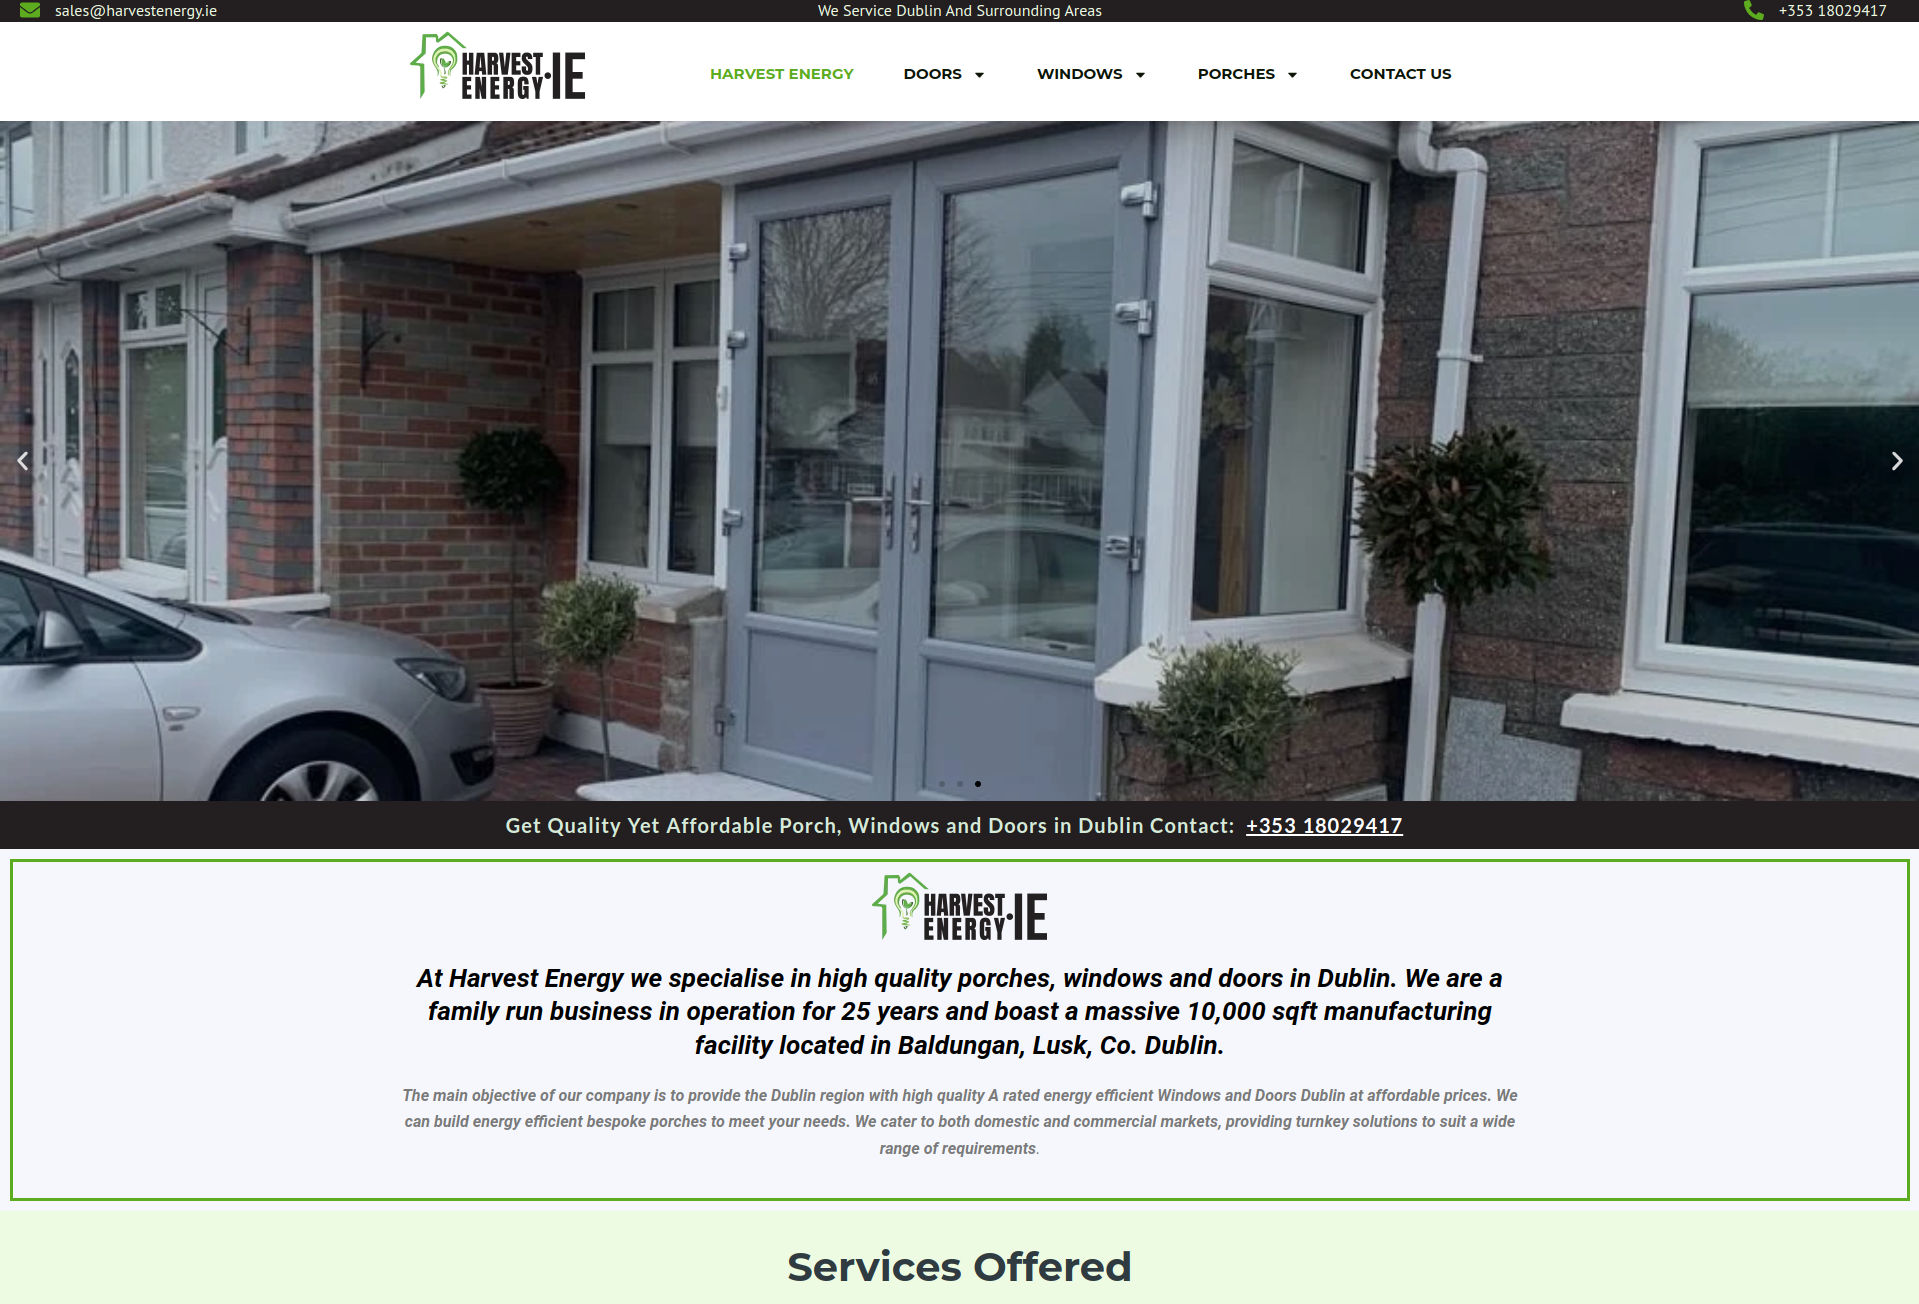 sales@harvestenergy.ie
We Service Dublin And Surrounding Areas
+353 18029417
HARVEST
ENERGY
.IE
HARVEST ENERGY
DOORS
WINDOWS
PORCHES
CONTACT US
Get Quality Yet Affordable Porch, Windows and Doors in Dublin Contact: +353 18029417
HARVEST
ENERGY
.IE
At Harvest Energy we specialise in high quality porches, windows and doors in Dublin. We are a
family run business in operation for 25 years and boast a massive 10,000 sqft manufacturing
facility located in Baldungan, Lusk, Co. Dublin.
The main objective of our company is to provide the Dublin region with high quality A rated energy efficient Windows and Doors Dublin at affordable prices. We
can build energy efficient bespoke porches to meet your needs. We cater to both domestic and commercial markets, providing turnkey solutions to suit a wide
range of requirements.
Services Offered